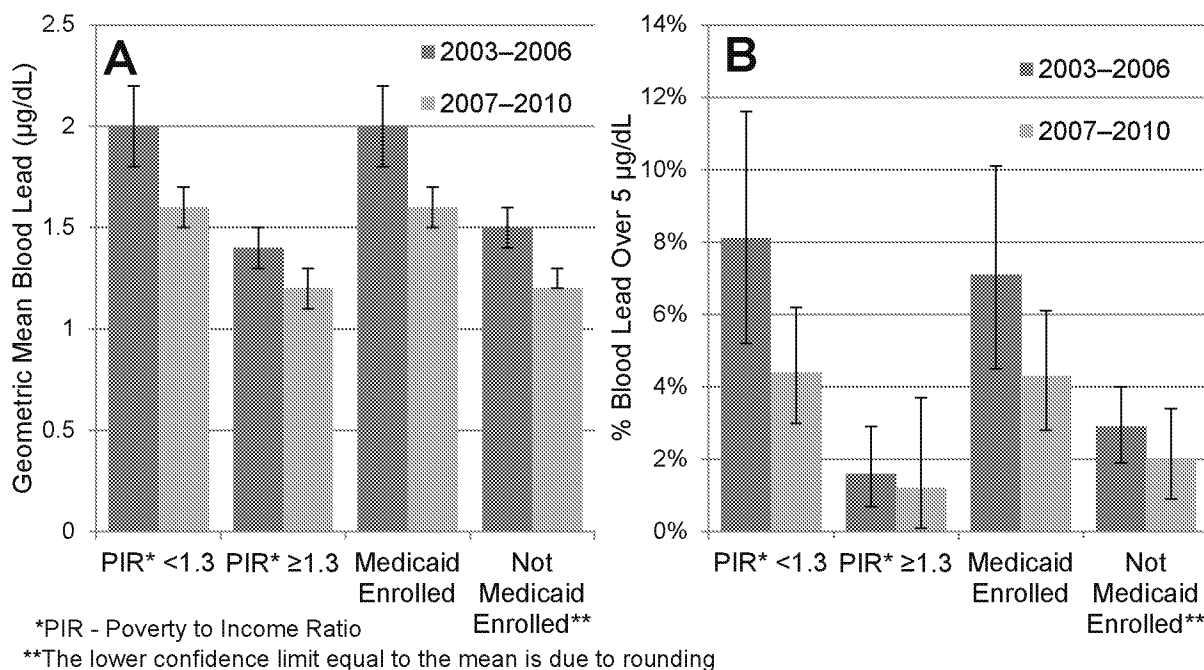 A
Geometric Mean Blood Lead (µg/dL)
2.5
2
1.5
1
0.5
0
2003–2006
2007–2010
PIR* <1.3
PIR* ≥1.3
Medicaid
Enrolled
Not
Medicaid
Enrolled**
B
% Blood Lead Over 5 µg/dL
14%
12%
10%
8%
6%
4%
2%
0%
2003–2006
2007–2010
PIR* <1.3
PIR* ≥1.3
Medicaid
Enrolled
Not
Medicaid
Enrolled**
*PIR - Poverty to Income Ratio
**The lower confidence limit equal to the mean is due to rounding